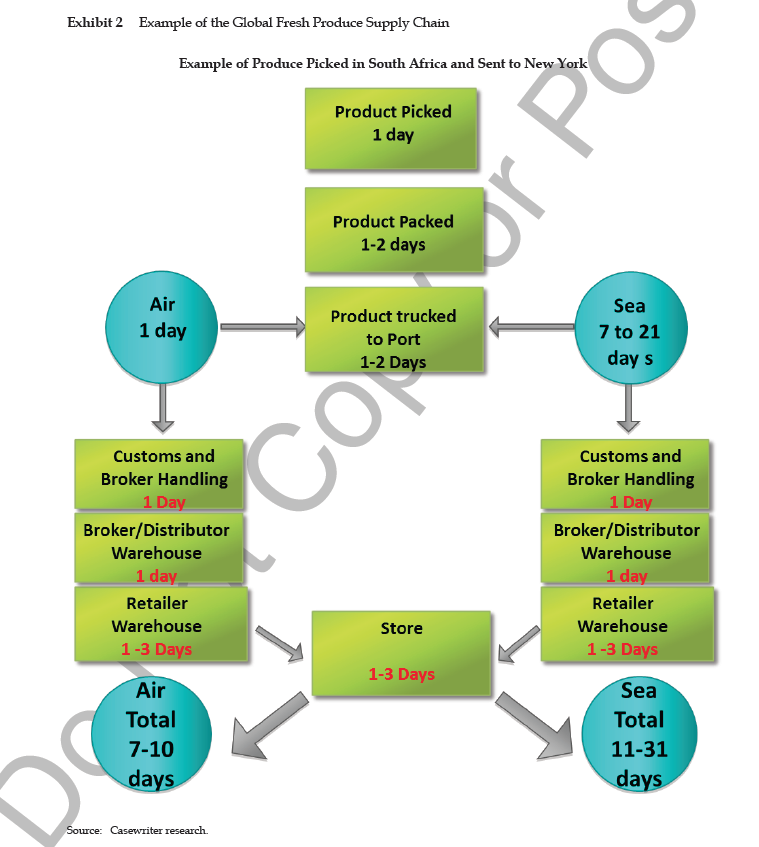 Exhibit 2 Example of the Global Fresh Produce Supply Chain
Example of Produce Picked in South Africa and Sent to New York
Product Picked
1 day
Product Packed
1-2 days
Product trucked
to Port
1-2 Days
Air
1 day
Sea
7 to 21
day s
Customs and
Broker Handling
1 Day
Broker/Distributor
Warehouse
1 day
Retailer
Warehouse
1 -3 Days
Customs and
Broker Handling
1 Day
Broker/Distributor
Warehouse
1 day
Retailer
Warehouse
1 -3 Days
Store
1-3 Days
Air
Total
7-10
days
Sea
Total
11-31
days
Source: Casewriter research.
Do Not Copy or Pos